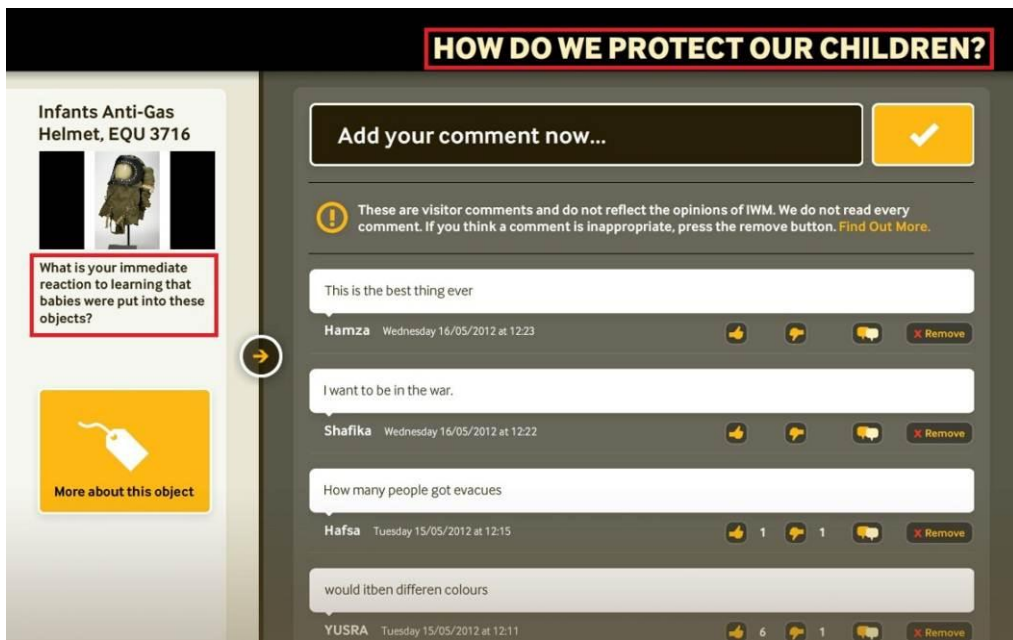 HOW DO WE PROTECT OUR CHILDREN?
Infants Anti-Gas
Helmet, EQU 3716
What is your immediate
reaction to learning that
babies were put into these
objects?
More about this object
Add your comment now...
These are visitor comments and do not reflect the opinions of IWM. We do not read every
comment. If you think a comment is inappropriate, press the remove button. Find Out More.
This is the best thing ever
Hamza Wednesday 16/05/2012 at 12:23
X Remove
I want to be in the war.
Shafika Wednesday 16/05/2012 at 12:22
X Remove
How many people got evacues
Hafsa Tuesday 15/05/2012 at 12:15
1 1 X Remove
would itben differen colours
YUSRA Tuesday 15/05/2012 at 12:11
6 1 X Remove